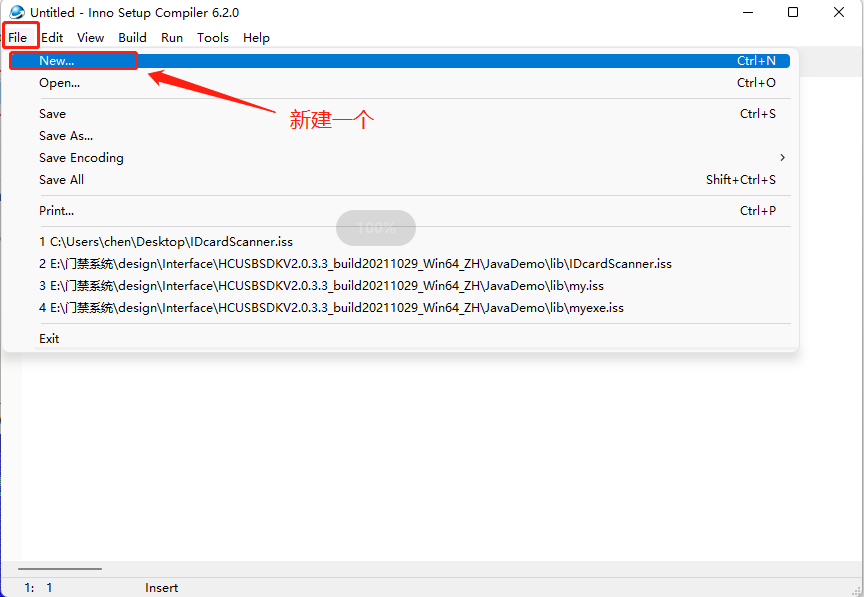 Untitled - Inno Setup Compiler 6.2.0
File Edit View Build Run Tools Help
New... Ctrl+N
Open... Ctrl+O
新建一个
Save Ctrl+S
Save As...
Save Encoding
Save All Shift+Ctrl+S
Print... Ctrl+P
100%
1 C:\Users\chen\Desktop\IDcardScanner.iss
2 E:\门禁系统\design\Interface\HCUSBSDKV2.0.3.3_build20211029_Win64_ZH\JavaDemo\lib\IDcardScanner.iss
3 E:\门禁系统\design\Interface\HCUSBSDKV2.0.3.3_build20211029_Win64_ZH\JavaDemo\lib\my.iss
4 E:\门禁系统\design\Interface\HCUSBSDKV2.0.3.3_build20211029_Win64_ZH\JavaDemo\lib\myexe.iss
Exit
1: 1 Insert